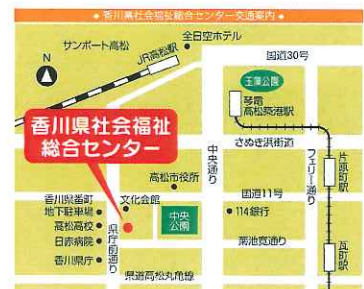 香川県社会福祉総合センター交通案内
全日空ホテル
サンポート高松
JR高松駅
国道30号
N
玉藻公園
琴電
高松築港駅
香川県社会福祉
総合センター
さぬき浜街道
中央通り
フェリー通り
片原町駅
高松市役所
香川県番町
地下駐車場
文化会館
国道11号
中央
公園
114銀行
高松高校
日赤病院
県庁前通り
菊池寛通り
瓦町駅
香川県庁
県道高松丸亀線